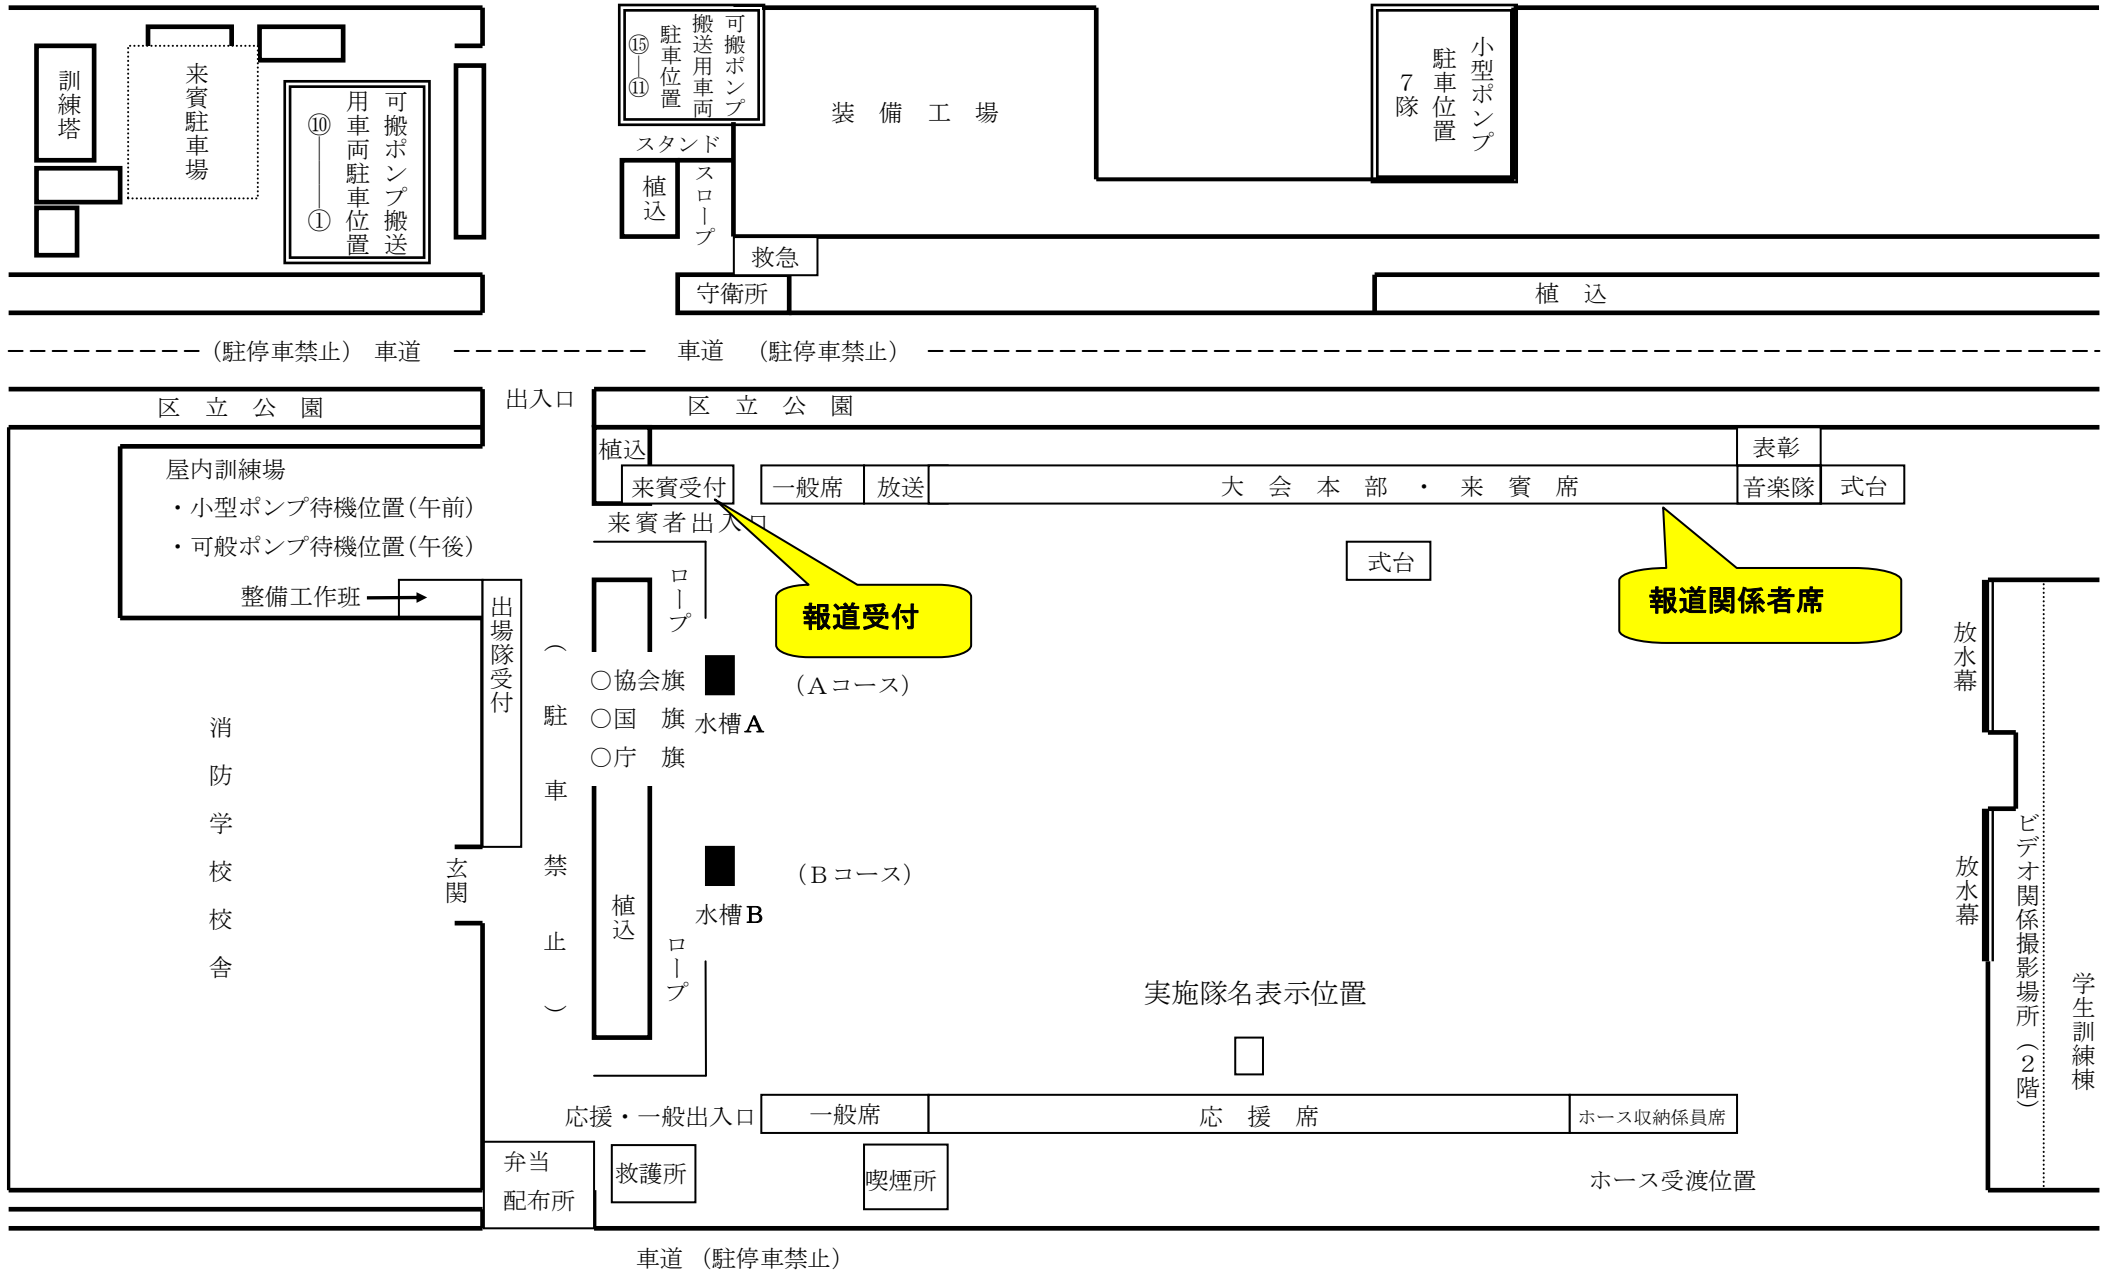 訓練塔
来賓駐車場
可搬ポンプ搬送
用車両駐車位置
⑩―――①
可搬ポンプ
搬送用車両
駐車位置
⑮―⑪
スタンド
植込
スロープ
装備工場
小型ポンプ
駐車位置
7隊
救急
守衛所
植込
(駐停車禁止) 車道
車道 (駐停車禁止)
区立公園
出入口
区立公園
屋内訓練場
・小型ポンプ待機位置(午前)
・可般ポンプ待機位置(午後)
整備工作班
植込
来賓受付
一般席
放送
大会本部・来賓席
表彰
音楽隊
式台
来賓者出入口
ロープ
報道受付
式台
報道関係者席
出場隊受付
(駐車禁止)
○協会旗
○国 旗
○庁 旗
水槽A
(Aコース)
放水幕
消防学校校舎
玄関
植込
水槽B
(Bコース)
ロープ
放水幕
ビデオ関係撮影場所(2階)
学生訓練棟
実施隊名表示位置
応援・一般出入口
一般席
応援席
ホース収納係員席
弁当
配布所
救護所
喫煙所
ホース受渡位置
車道 (駐停車禁止)